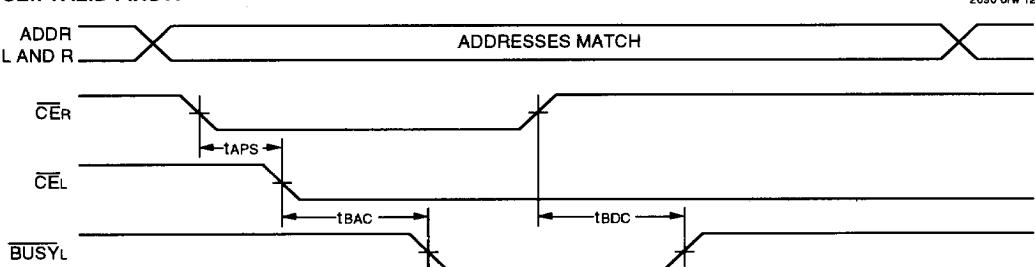 ADDR
L AND R
ADDRESSES MATCH
CER
tAPS
CEL
tBAC
tBDC
BUSYL